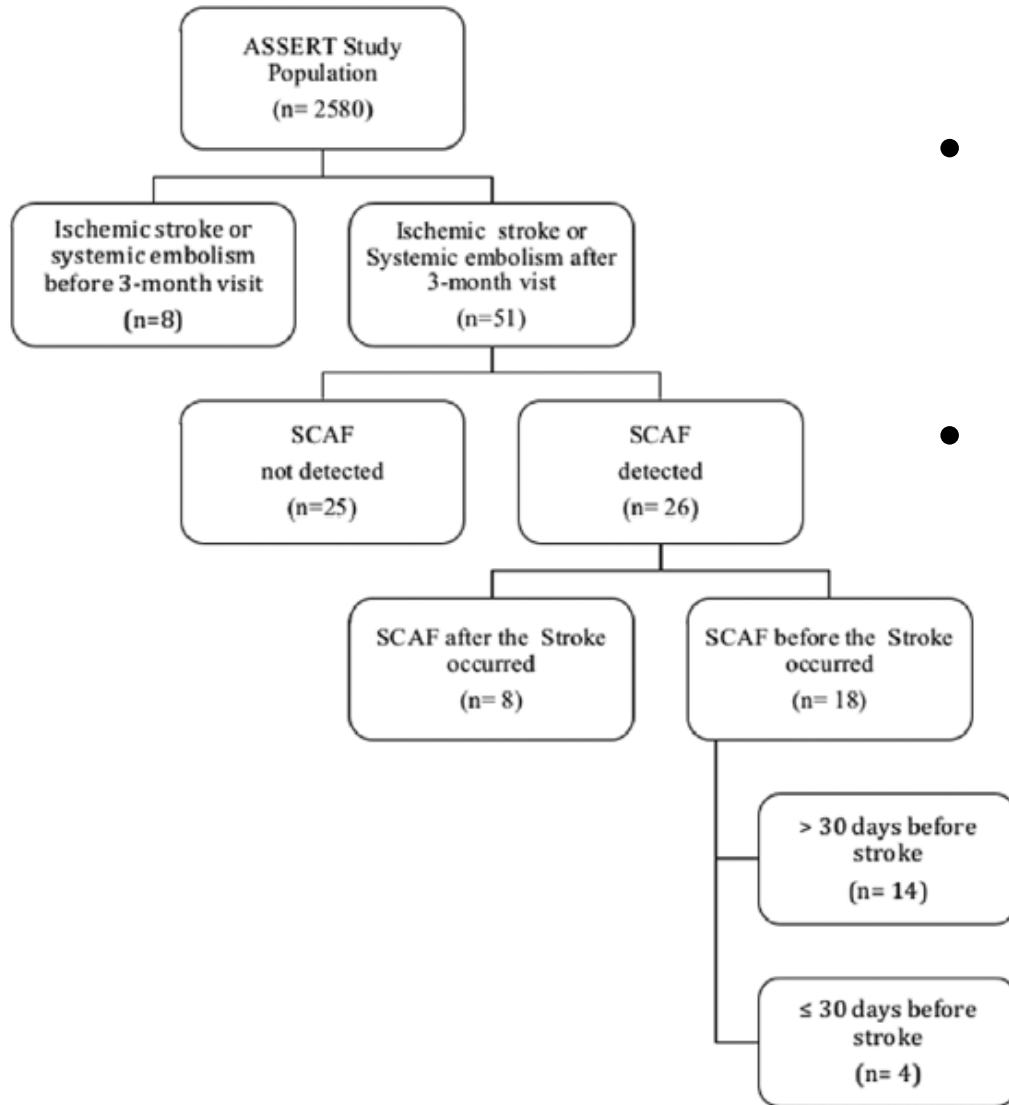 ASSERT Study
Population
(n= 2580)
Ischemic stroke or
systemic embolism
before 3-month visit
(n=8)
Ischemic stroke or
Systemic embolism after
3-month vist
(n=51)
SCAF
not detected
(n=25)
SCAF
detected
(n= 26)
SCAF after the Stroke
occurred
(n= 8)
SCAF before the Stroke
occurred
(n= 18)
> 30 days before
stroke
(n= 14)
≤ 30 days before
stroke
(n= 4)